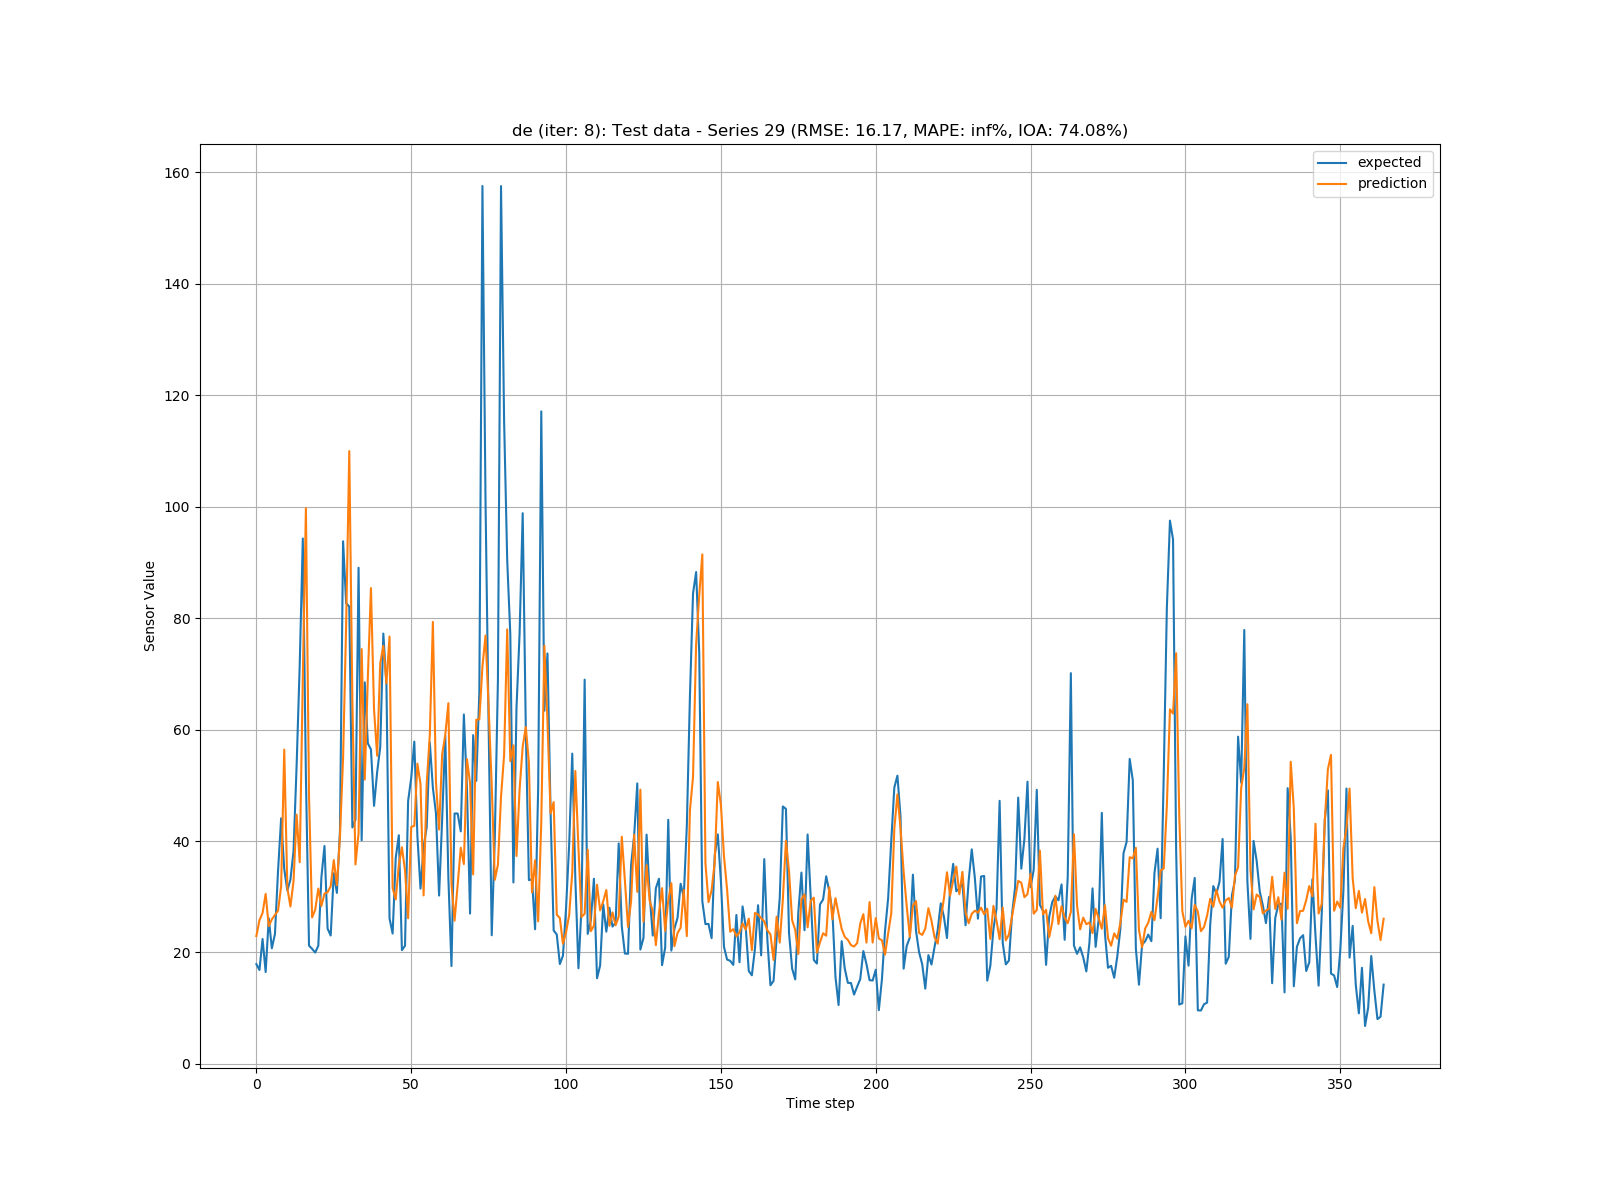 de (iter: 8): Test data - Series 29 (RMSE: 16.17, MAPE: inf%, IOA: 74.08%)
expected
prediction
160
140
120
100
80
60
40
20
0
Sensor Value
0 50 100 150 200 250 300 350
Time step